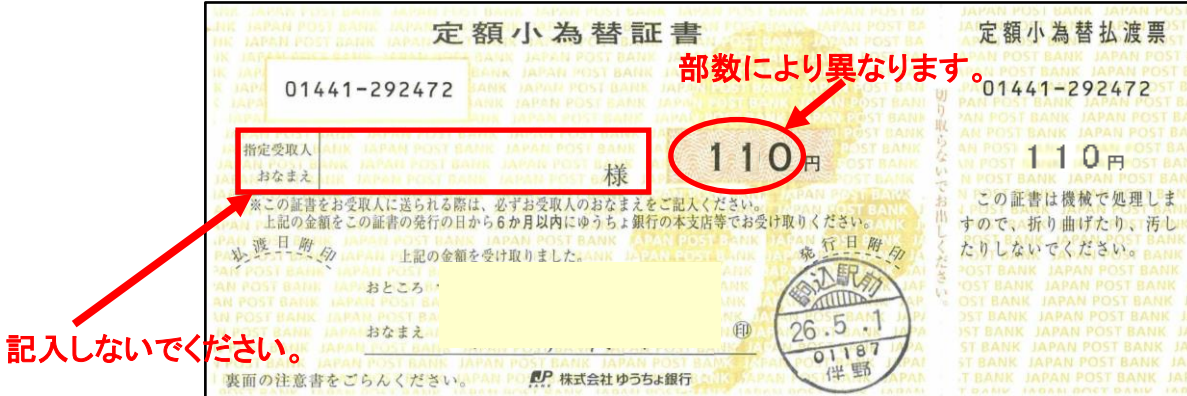 定額小為替証書
定額小為替払渡票
部数により異なります。
01441-292472
01441-292472
切り取らないでお出しください。
指定受取人
おなまえ
様
110円
110円
※この証書をお受取人に送られる際は、必ずお受取人のおなまえをご記入ください。
上記の金額をこの証書の発行の日から6か月以内にゆうちょ銀行の本支店等でお受け取りください。
この証書は機械で処理しま
すので、折り曲げたり、汚し
たりしないでください。
払渡日附印
上記の金額を受け取りました。
発行日附印
おところ
おなまえ
印
駒込駅前
26.5.1
01187
伴野
記入しないでください。
裏面の注意書をごらんください。
JP 株式会社ゆうちょ銀行
JAPAN POST BANK